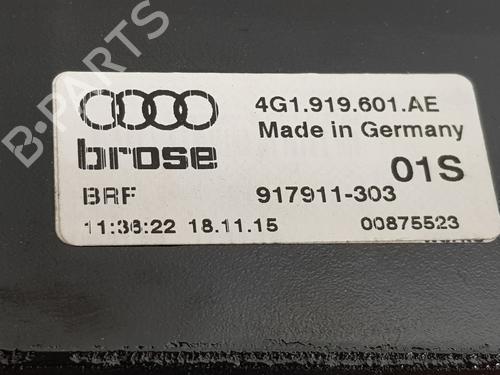 B·PARTS
4G1.919.601.AE
Made in Germany
brose
01S
BRF 917911-303
11:36:22 18.11.15 00875523